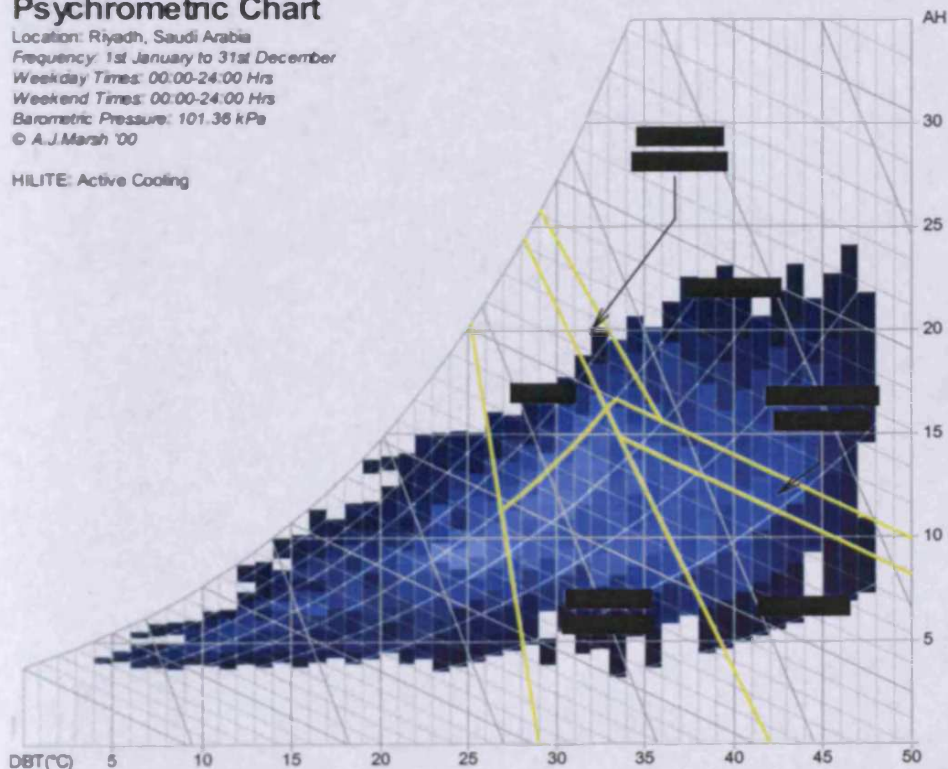 Psychrometric Chart
Location: Riyadh, Saudi Arabia
Frequency: 1st January to 31st December
Weekday Times: 00:00-24:00 Hrs
Weekend Times: 00:00-24:00 Hrs
Barometric Pressure: 101.36 kPa
© A.J.Marsh '00
HILITE: Active Cooling
AH
30
25
20
15
10
5
DBT(°C) 5 10 15 20 25 30 35 40 45 50